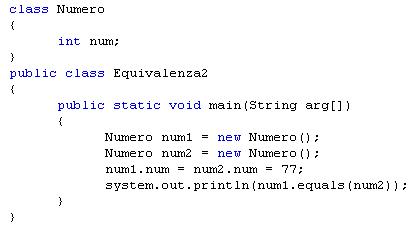 class Numero
{
int num;
}
public class Equivalenza2
{
public static void main(String arg[])
{
Numero num1 = new Numero();
Numero num2 = new Numero();
num1.num = num2.num = 77;
system.out.println(num1.equals(num2));
}
}